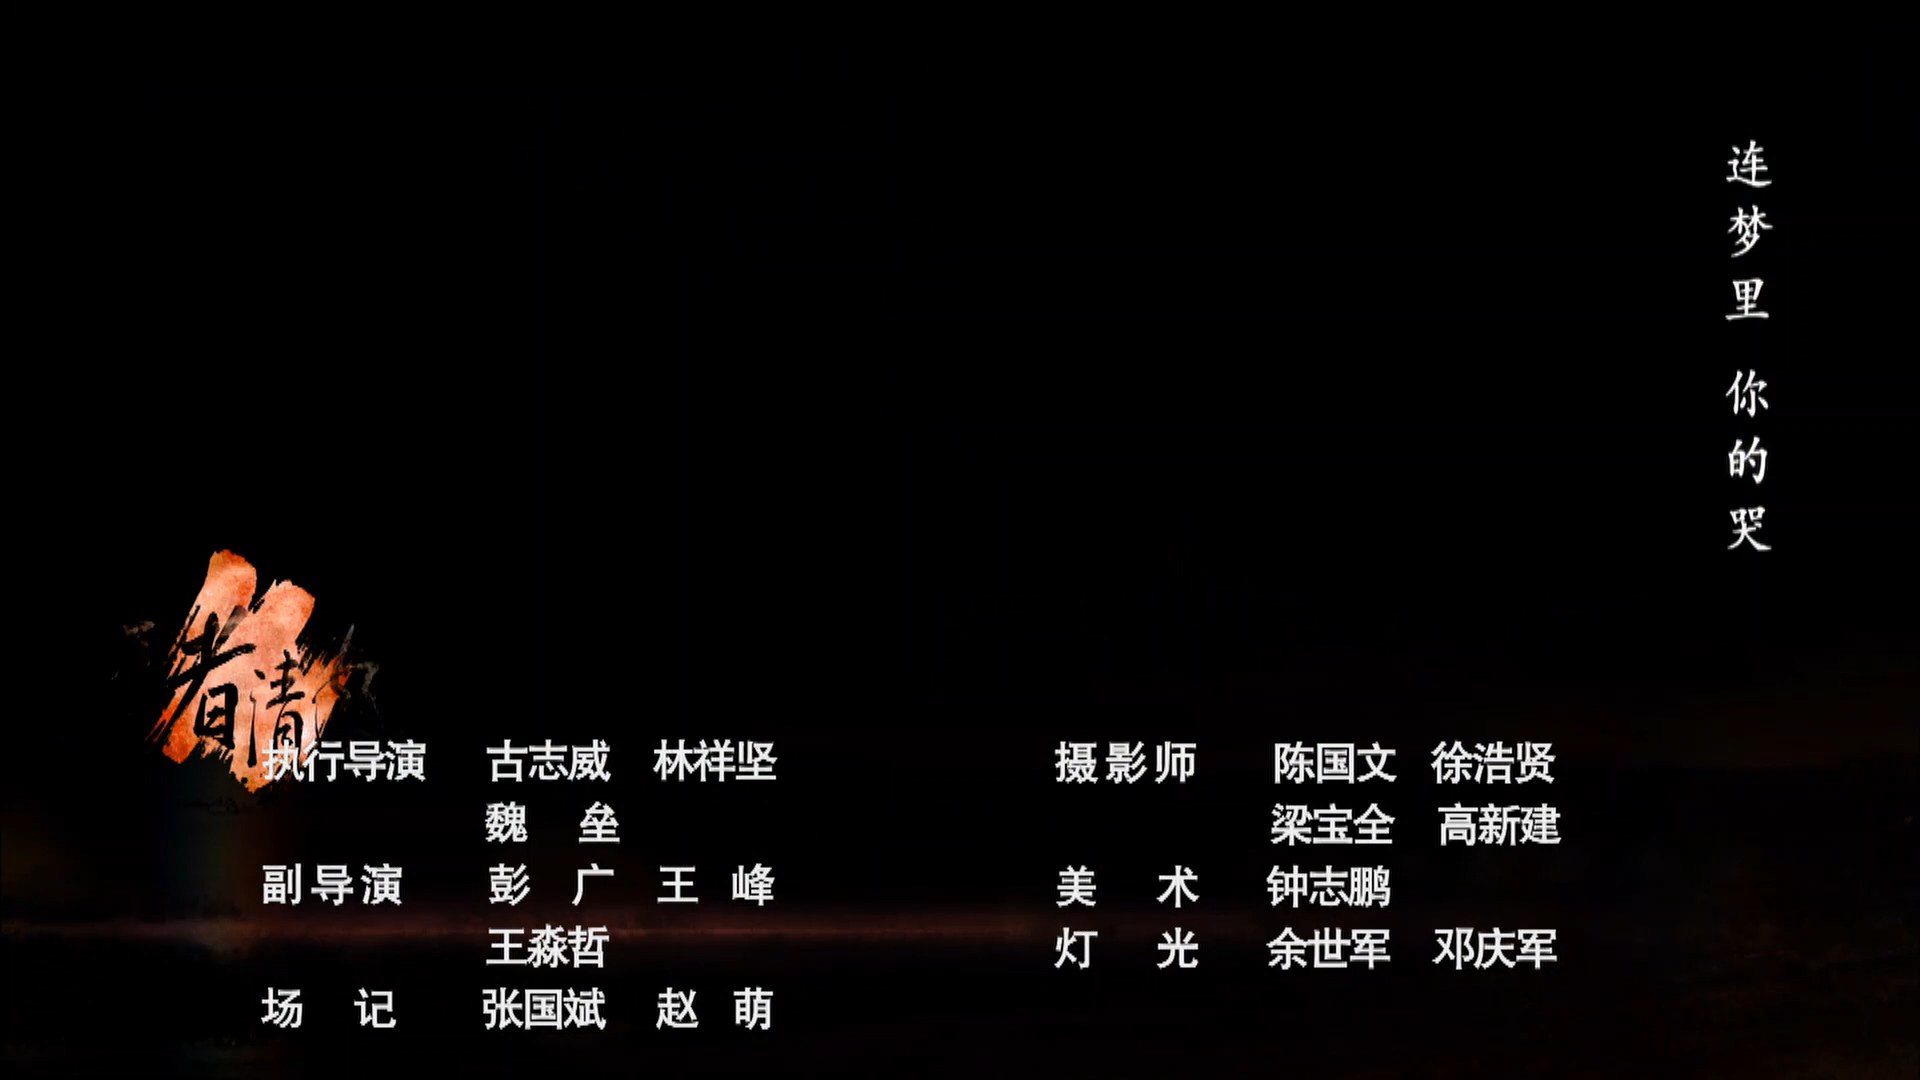 连梦里 你的哭
执行导演 古志威 林祥坚
魏垒
副导演 彭广 王峰
王淼哲
场记 张国斌 赵萌
摄影师 陈国文 徐浩贤
梁宝全 高新建
美术 钟志鹏
灯光 余世军 邓庆军